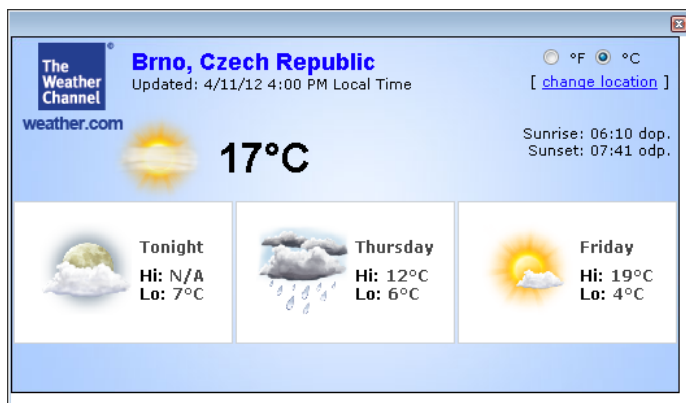 The
Weather
Channel
weather.com
Brno, Czech Republic
Updated: 4/11/12 4:00 PM Local Time
°F °C
[ change location ]
17°C
Sunrise: 06:10 dop.
Sunset: 07:41 odp.
Tonight
Hi: N/A
Lo: 7°C
Thursday
Hi: 12°C
Lo: 6°C
Friday
Hi: 19°C
Lo: 4°C